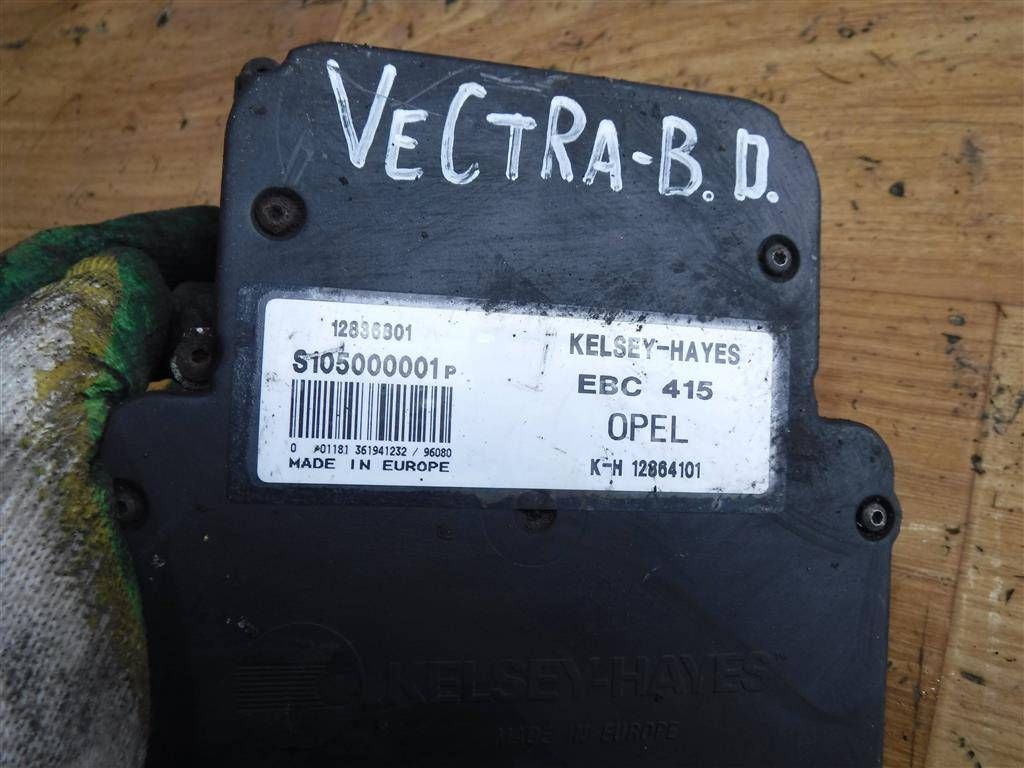 VECTRA-B. D.
12836301
S105000001P
0 01181 361941232 / 96080
MADE IN EUROPE
KELSEY-HAYES
EBC 415
OPEL
K-H 12864101
KELSEY-HAYES
MADE IN EUROPE